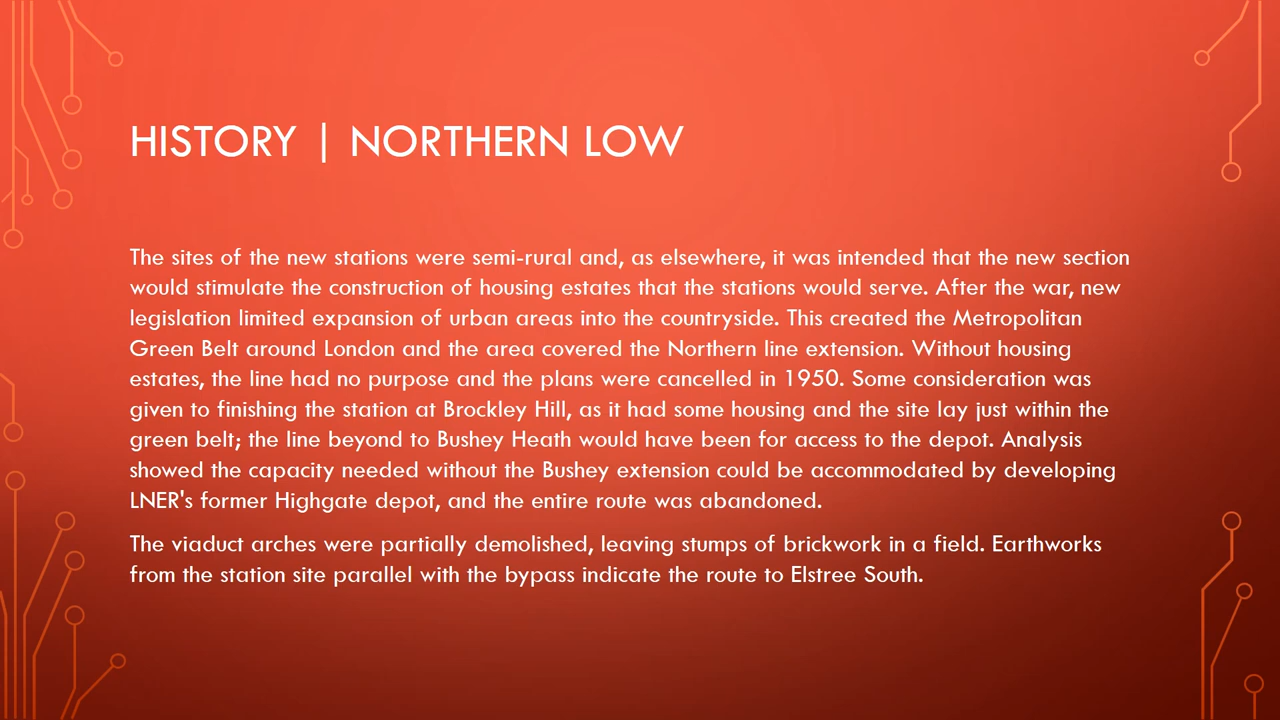 HISTORY | NORTHERN LOW
The sites of the new stations were semi-rural and, as elsewhere, it was intended that the new section
would stimulate the construction of housing estates that the stations would serve. After the war, new
legislation limited expansion of urban areas into the countryside. This created the Metropolitan
Green Belt around London and the area covered the Northern line extension. Without housing
estates, the line had no purpose and the plans were cancelled in 1950. Some consideration was
given to finishing the station at Brockley Hill, as it had some housing and the site lay just within the
green belt; the line beyond to Bushey Heath would have been for access to the depot. Analysis
showed the capacity needed without the Bushey extension could be accommodated by developing
LNER's former Highgate depot, and the entire route was abandoned.
The viaduct arches were partially demolished, leaving stumps of brickwork in a field. Earthworks
from the station site parallel with the bypass indicate the route to Elstree South.